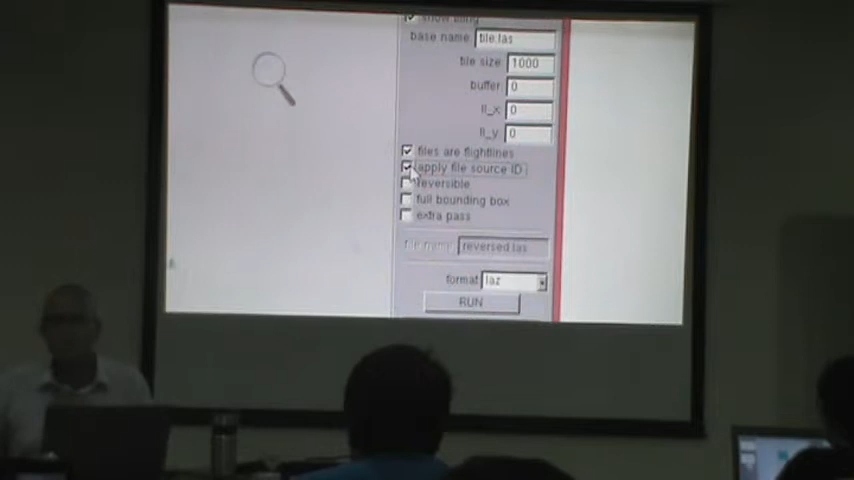 show tiling
base name tile.las
tile size 1000
buffer 0
ll_x 0
ll_y 0
files are flightlines
apply file source ID
reversible
full bounding box
extra pass
file name reversed.las
format laz
RUN